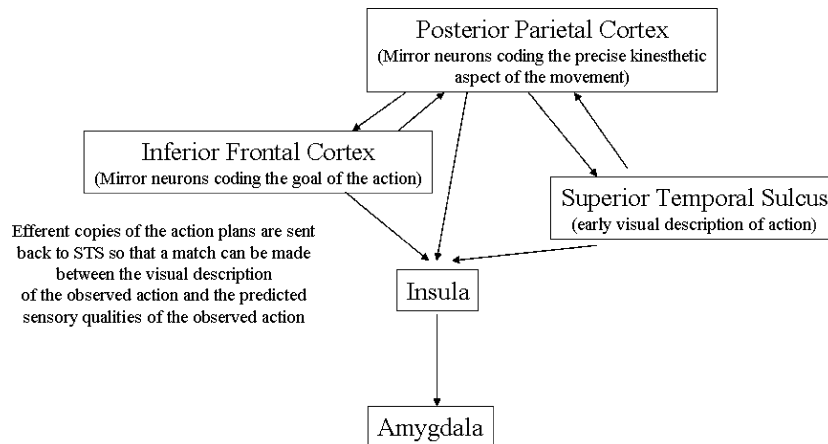 Posterior Parietal Cortex
(Mirror neurons coding the precise kinesthetic
aspect of the movement)
Inferior Frontal Cortex
(Mirror neurons coding the goal of the action)
Superior Temporal Sulcus
(early visual description of action)
Efferent copies of the action plans are sent
back to STS so that a match can be made
between the visual description
of the observed action and the predicted
sensory qualities of the observed action
Insula
Amygdala